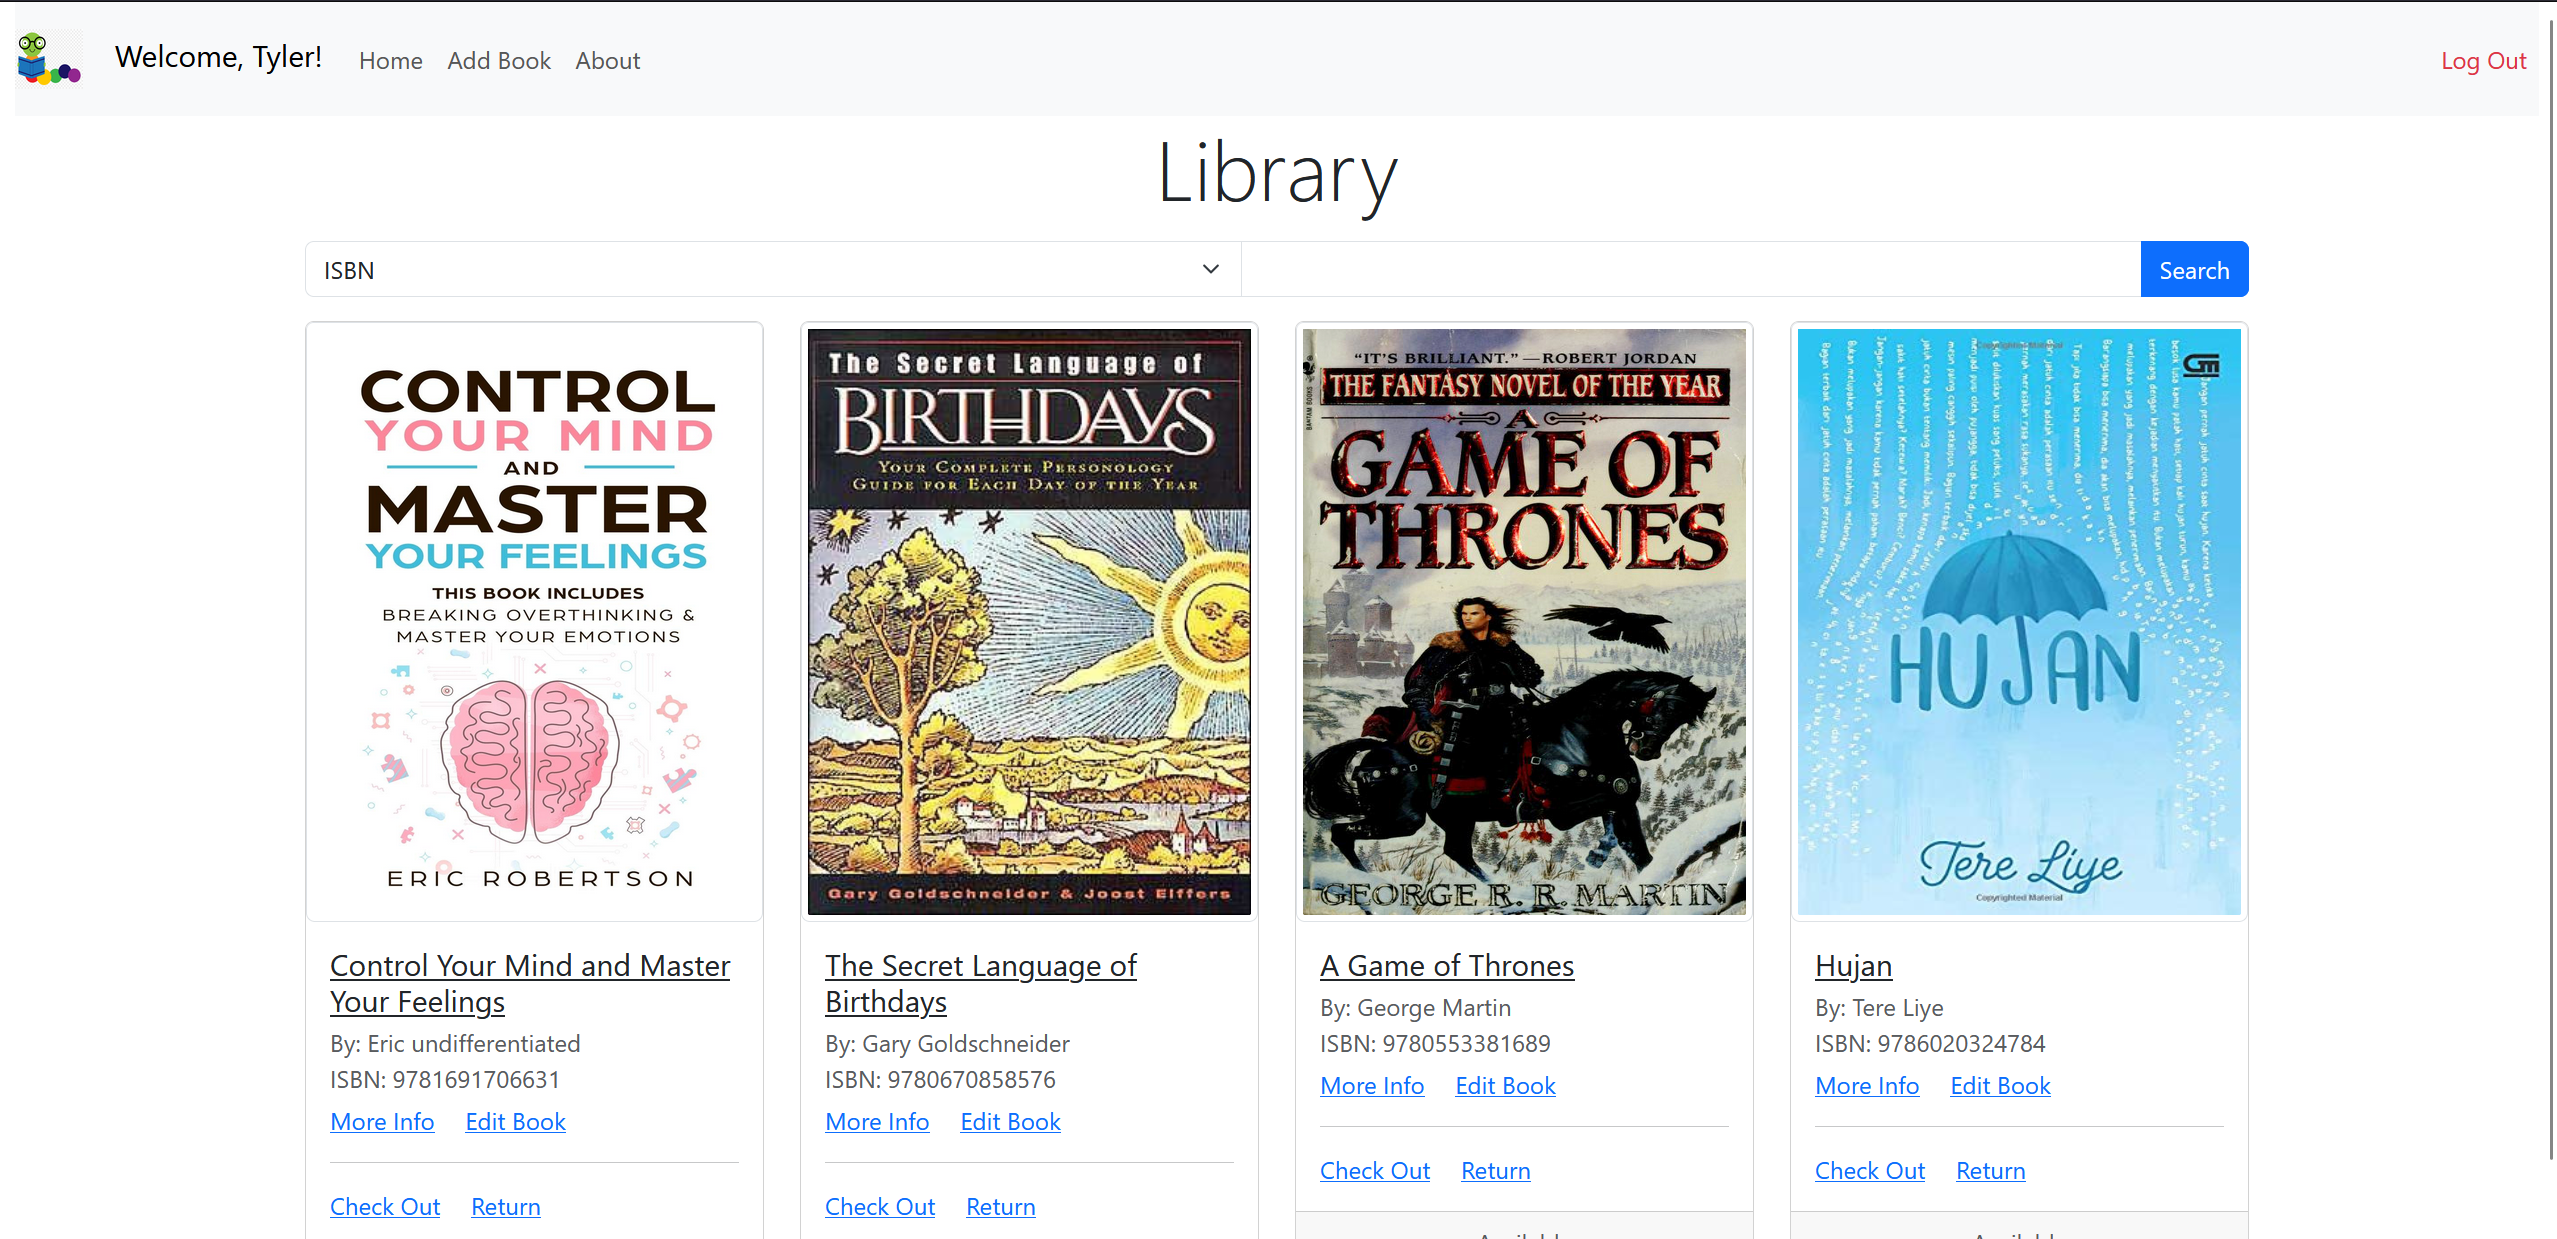 Welcome, Tyler! Home Add Book About Log Out
Library
ISBN Search
CONTROL
YOUR MIND
AND
MASTER
YOUR FEELINGS
THIS BOOK INCLUDES
BREAKING OVERTHINKING &
MASTER YOUR EMOTIONS
ERIC ROBERTSON
Control Your Mind and Master
Your Feelings
By: Eric undifferentiated
ISBN: 9781691706631
More Info Edit Book
Check Out Return
The Secret Language of
BIRTHDAYS
YOUR COMPLETE PERSONOLOGY
GUIDE FOR EACH DAY OF THE YEAR
Gary Goldschneider & Joost Elffers
The Secret Language of
Birthdays
By: Gary Goldschneider
ISBN: 9780670858576
More Info Edit Book
Check Out Return
"IT'S BRILLIANT."—ROBERT JORDAN
THE FANTASY NOVEL OF THE YEAR
A
GAME OF
THRONES
BANTAM BOOKS
GEORGE R. R. MARTIN
A Game of Thrones
By: George Martin
ISBN: 9780553381689
More Info Edit Book
Check Out Return
Copyrighted Material
HUJAN
Tere Liye
Copyrighted Material
Hujan
By: Tere Liye
ISBN: 9786020324784
More Info Edit Book
Check Out Return